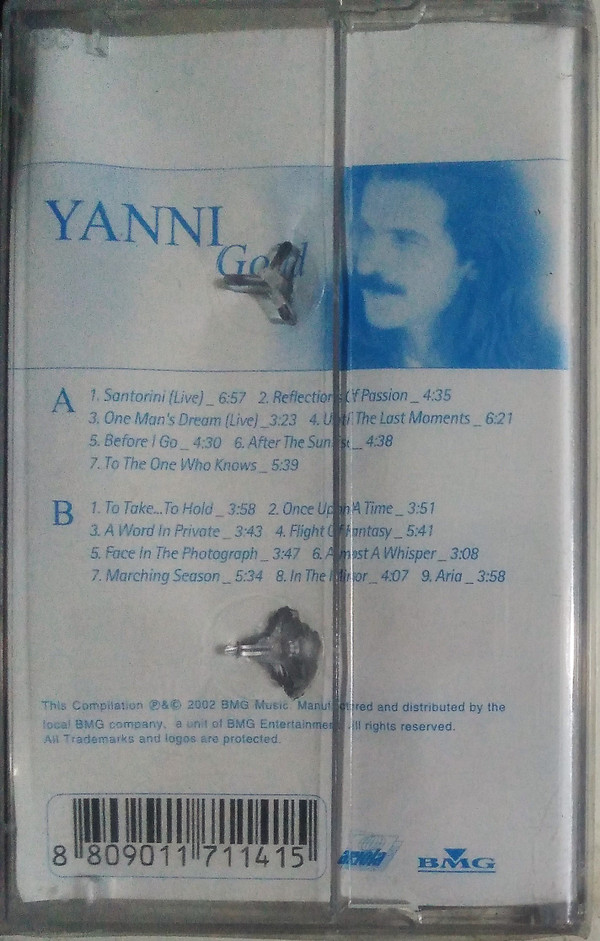 YANNI
Gold
A 1. Santorini (Live) _ 6:57 2. Reflections Of Passion _ 4:35
3. One Man's Dream (Live) _3:23 4. Until The Last Moments _ 6:21
5. Before I Go _ 4:30 6. After The Sunrise _ 4:38
7. To The One Who Knows _ 5:39
B 1. To Take...To Hold _ 3:58 2. Once Upon A Time _ 3:51
3. A Word In Private _ 3:43 4. Flight Of Fantasy _ 5:41
5. Face In The Photograph _ 3:47 6. Almost A Whisper _ 3:08
7. Marching Season _ 5:34 8. In The Mirror _ 4:07 9. Aria _ 3:58
This Compilation ℗&© 2002 BMG Music. Manufactured and distributed by the
local BMG company, a unit of BMG Entertainment. All rights reserved.
All Trademarks and logos are protected.
8 809011 711415
ariola BMG